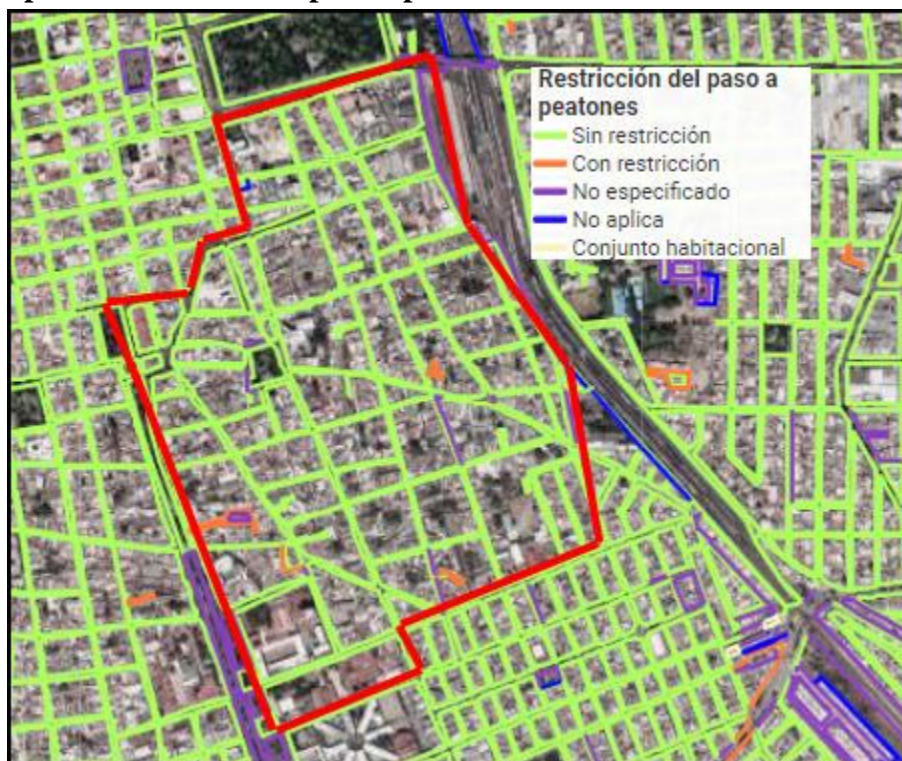 Restricción del paso a
peatones
Sin restricción
Con restricción
No especificado
No aplica
Conjunto habitacional